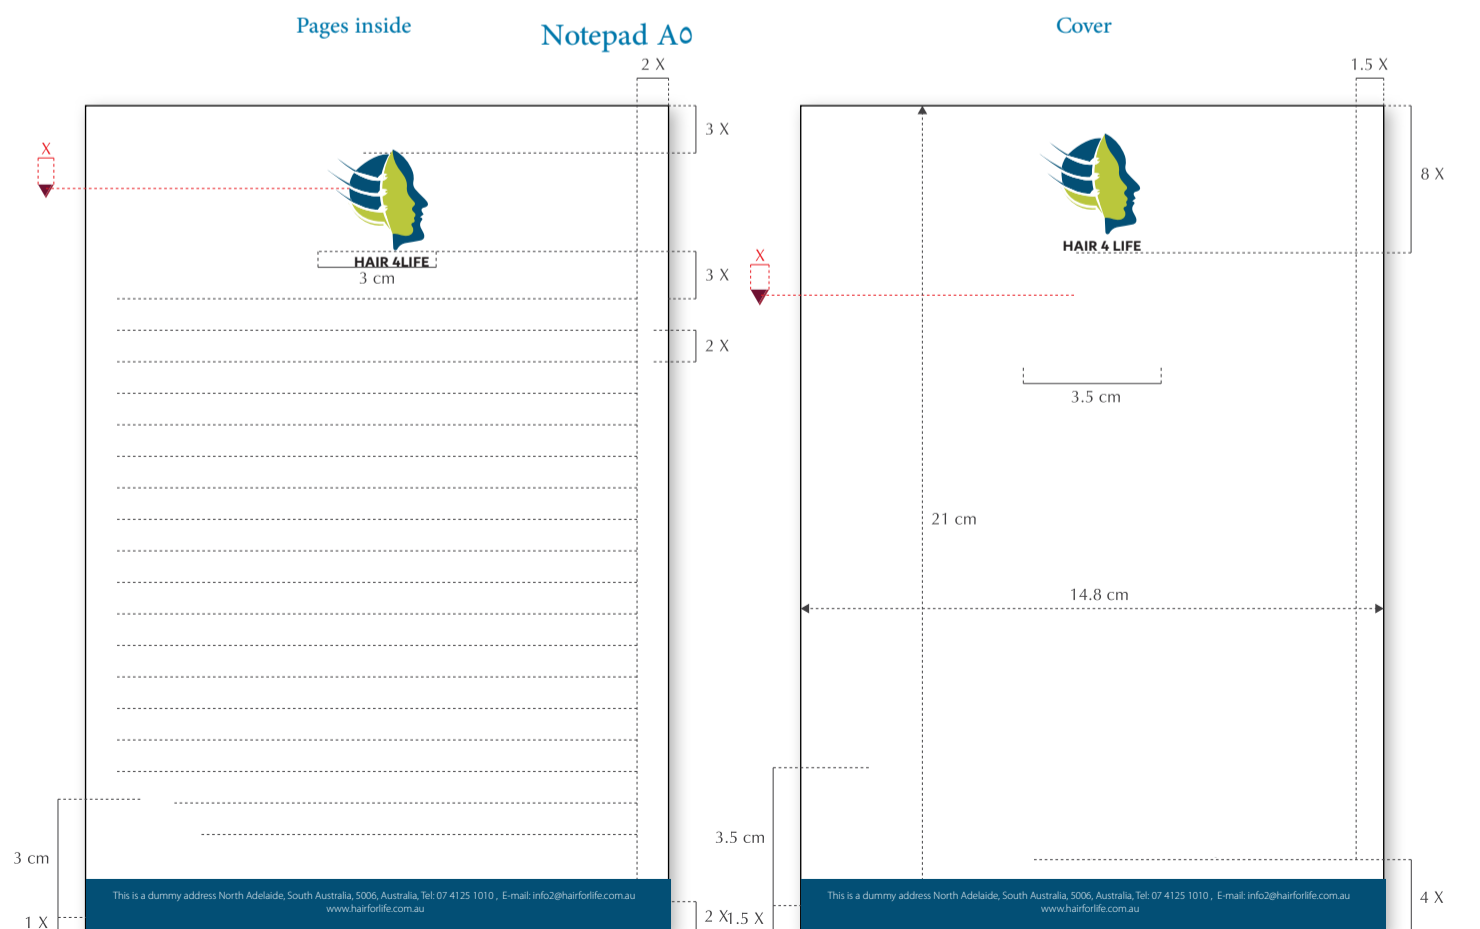 Pages inside
Notepad A0
Cover
2 X
1.5 X
3 X
X
8 X
HAIR 4LIFE
3 cm
3 X
HAIR 4 LIFE
X
2 X
3.5 cm
21 cm
14.8 cm
3.5 cm
3 cm
This is a dummy address North Adelaide, South Australia, 5006, Australia, Tel: 07 4125 1010 , E-mail: info2@hairforlife.com.au
www.hairforlife.com.au
This is a dummy address North Adelaide, South Australia, 5006, Australia, Tel: 07 4125 1010 , E-mail: info2@hairforlife.com.au
www.hairforlife.com.au
4 X
1 X
2 X
1.5 X